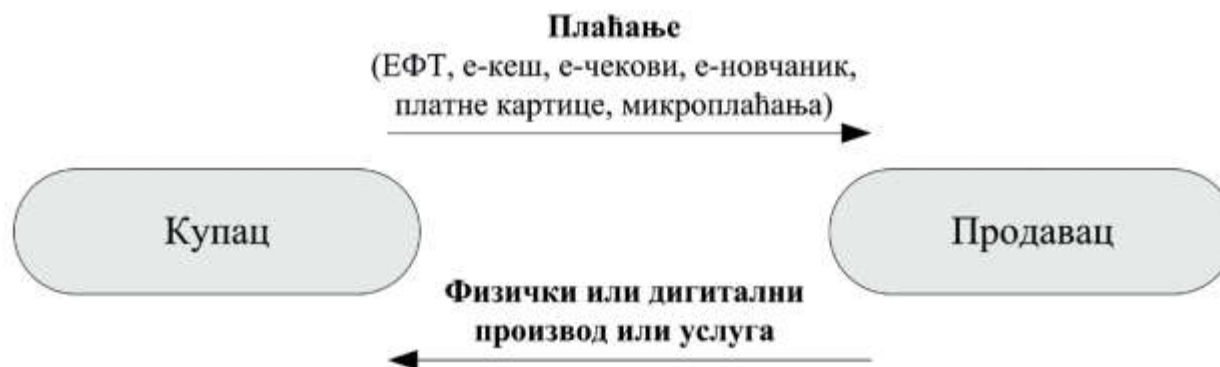 Плаћање
(ЕФТ, е-кеш, е-чекови, е-новчаник,
платне картице, микроплаћања)
Купац
Продавац
Физички или дигитални
производ или услуга